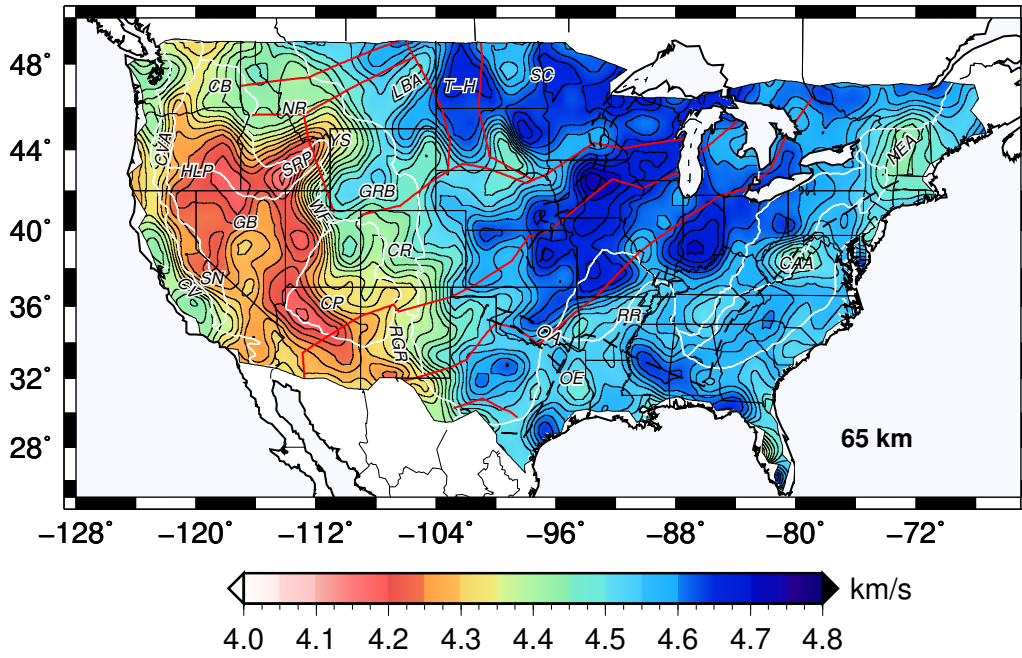 48°
44°
40°
36°
32°
28°
CB
NR
LBA
T-H
SC
CVA
YS
NEA
HLP
SRP
GRB
WF
GB
CR
CAA
SN
CV
CP
RGR
OA
RR
OE
65 km
−128° −120° −112° −104° −96° −88° −80° −72°
km/s
4.0 4.1 4.2 4.3 4.4 4.5 4.6 4.7 4.8